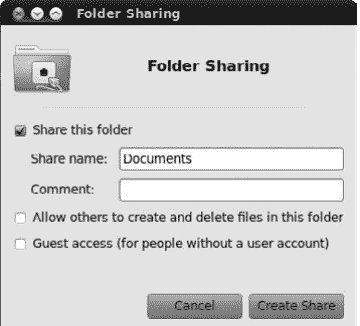 Folder Sharing
Folder Sharing
Share this folder
Share name: Documents
Comment:
Allow others to create and delete files in this folder
Guest access (for people without a user account)
Cancel Create Share